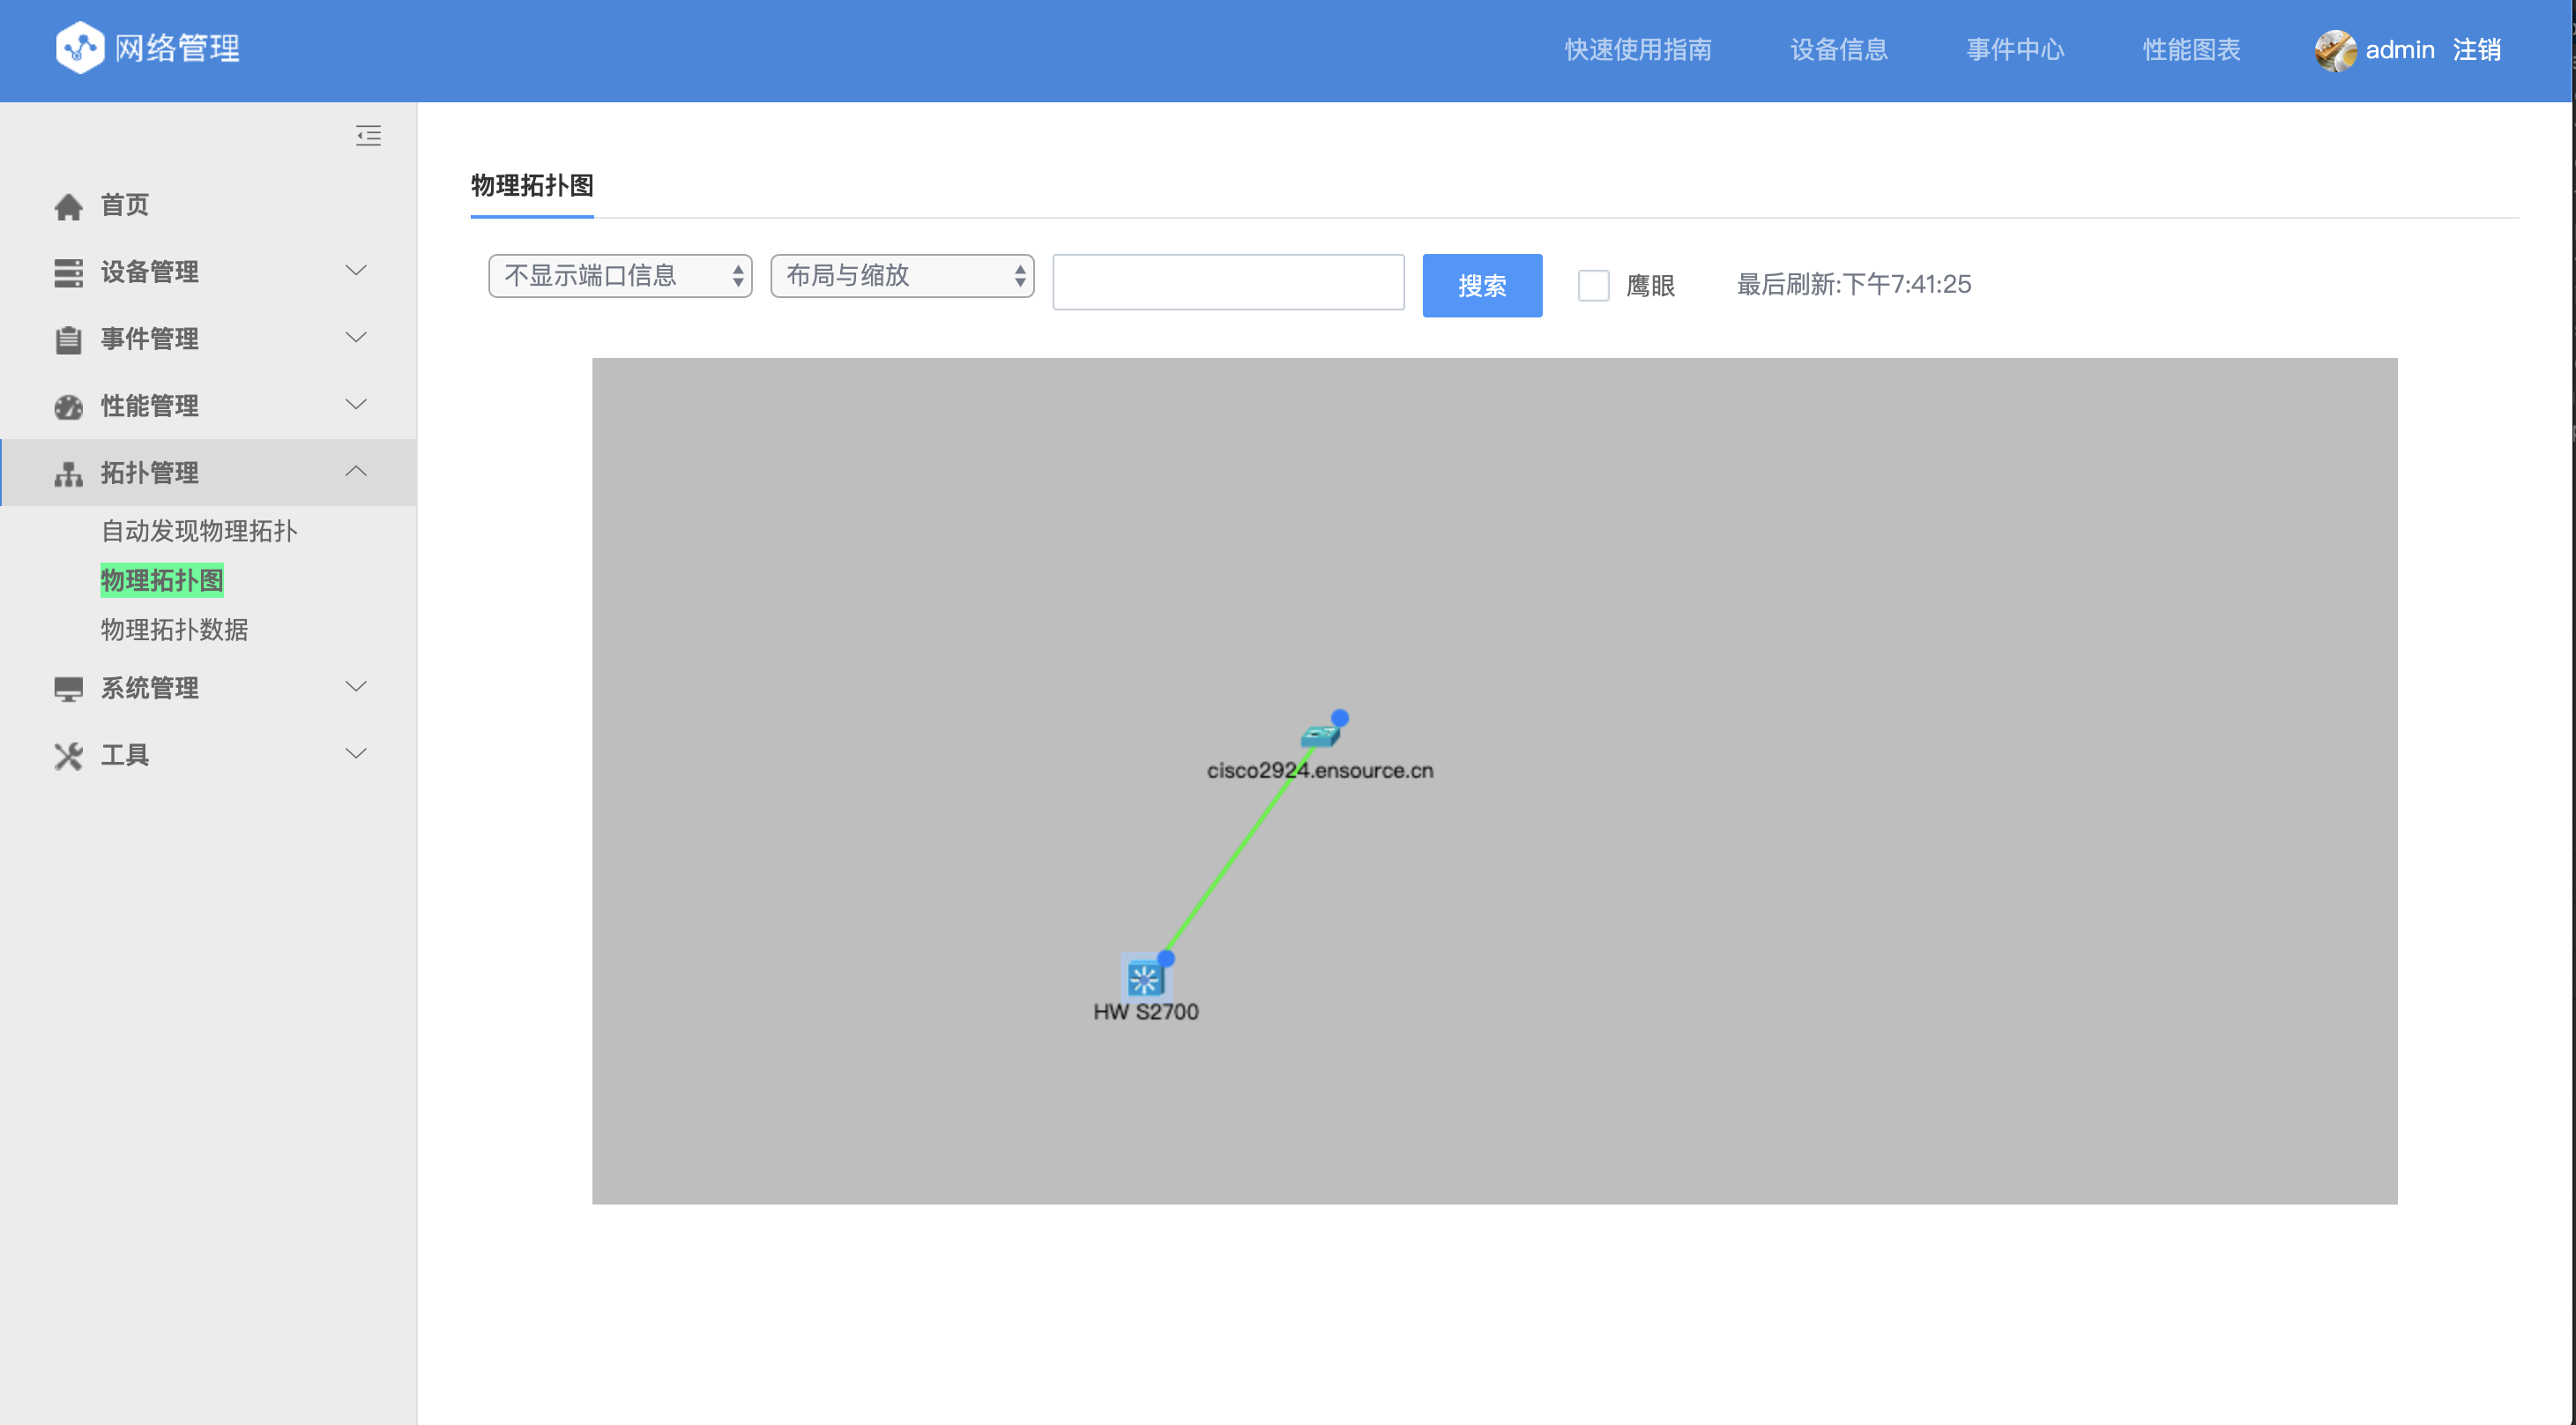 网络管理
快速使用指南 设备信息 事件中心 性能图表 admin 注销
首页
设备管理
事件管理
性能管理
拓扑管理
自动发现物理拓扑
物理拓扑图
物理拓扑数据
系统管理
工具
物理拓扑图
不显示端口信息 布局与缩放 搜索 鹰眼 最后刷新:下午7:41:25
cisco2924.ensource.cn
HW S2700